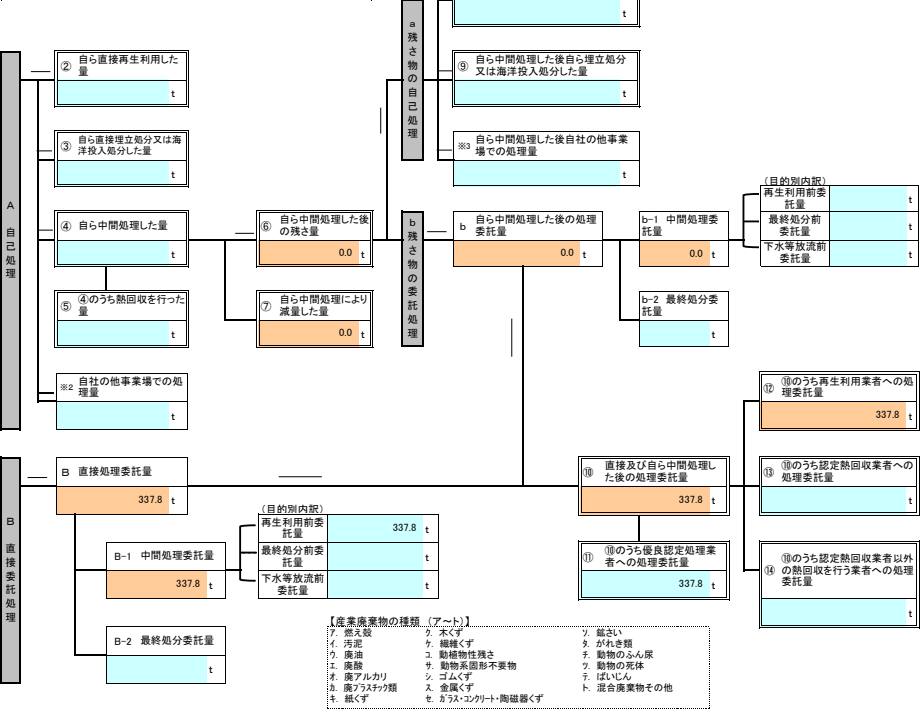 t
a 残さ物の自己処理
② 自ら直接再生利用した
量
t
⑨ 自ら中間処理した後自ら埋立処分
又は海洋投入処分した量
t
③ 自ら直接埋立処分又は海
洋投入処分した量
t
※3 自ら中間処理した後自社の他事業
場での処理量
t
A 自己処理
④ 自ら中間処理した量
t
⑥ 自ら中間処理した後
の残さ量
0.0 t
b 残さ物の委託処理
b 自ら中間処理した後の処理
委託量
0.0 t
b-1 中間処理委
託量
0.0 t
(目的別内訳)
再生利用前委
託量
t
最終処分前
委託量
t
下水等放流前
委託量
t
⑤ ④のうち熱回収を行った
量
t
⑦ 自ら中間処理により
減量した量
0.0 t
b-2 最終処分委
託量
t
※2 自社の他事業場での処
理量
t
⑫ ⑩のうち再生利用業者への処
理委託量
337.8 t
B 直接委託処理
B 直接処理委託量
337.8 t
⑩ 直接及び自ら中間処理し
た後の処理委託量
337.8 t
⑬ ⑩のうち認定熱回収業者への
処理委託量
t
B-1 中間処理委託量
337.8 t
(目的別内訳)
再生利用前委
託量
337.8 t
最終処分前委
託量
t
下水等放流前
委託量
t
⑪ ⑩のうち優良認定処理業
者への処理委託量
337.8 t
⑭ ⑩のうち認定熱回収業者以外
の熱回収を行う業者への処理
委託量
t
B-2 最終処分委託量
t
【産業廃棄物の種類 (ア～ト)】
ア. 燃え殻
イ. 汚泥
ウ. 廃油
エ. 廃酸
オ. 廃アルカリ
カ. 廃プラスチック類
キ. 紙くず
ク. 木くず
ケ. 繊維くず
コ. 動植物性残さ
サ. 動物系固形不要物
シ. ゴムくず
ス. 金属くず
セ. ガラス・コンクリート・陶磁器くず
ソ. 鉱さい
タ. がれき類
チ. 動物のふん尿
ツ. 動物の死体
テ. ばいじん
ト. 混合廃棄物その他